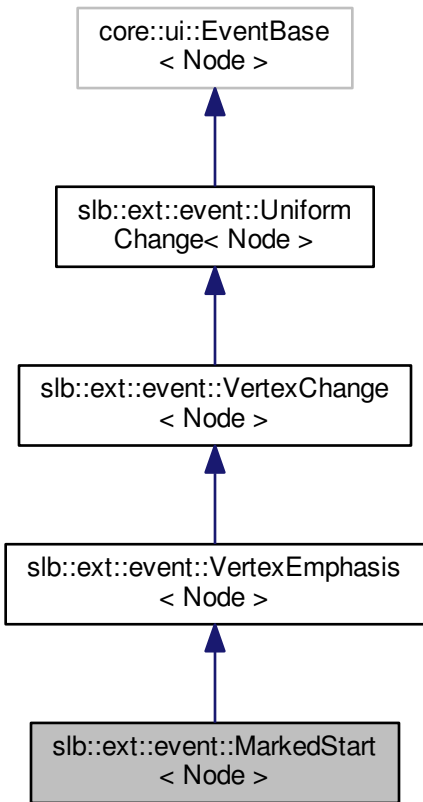 core::ui::EventBase
< Node >
slb::ext::event::Uniform
Change< Node >
slb::ext::event::VertexChange
< Node >
slb::ext::event::VertexEmphasis
< Node >
slb::ext::event::MarkedStart
< Node >